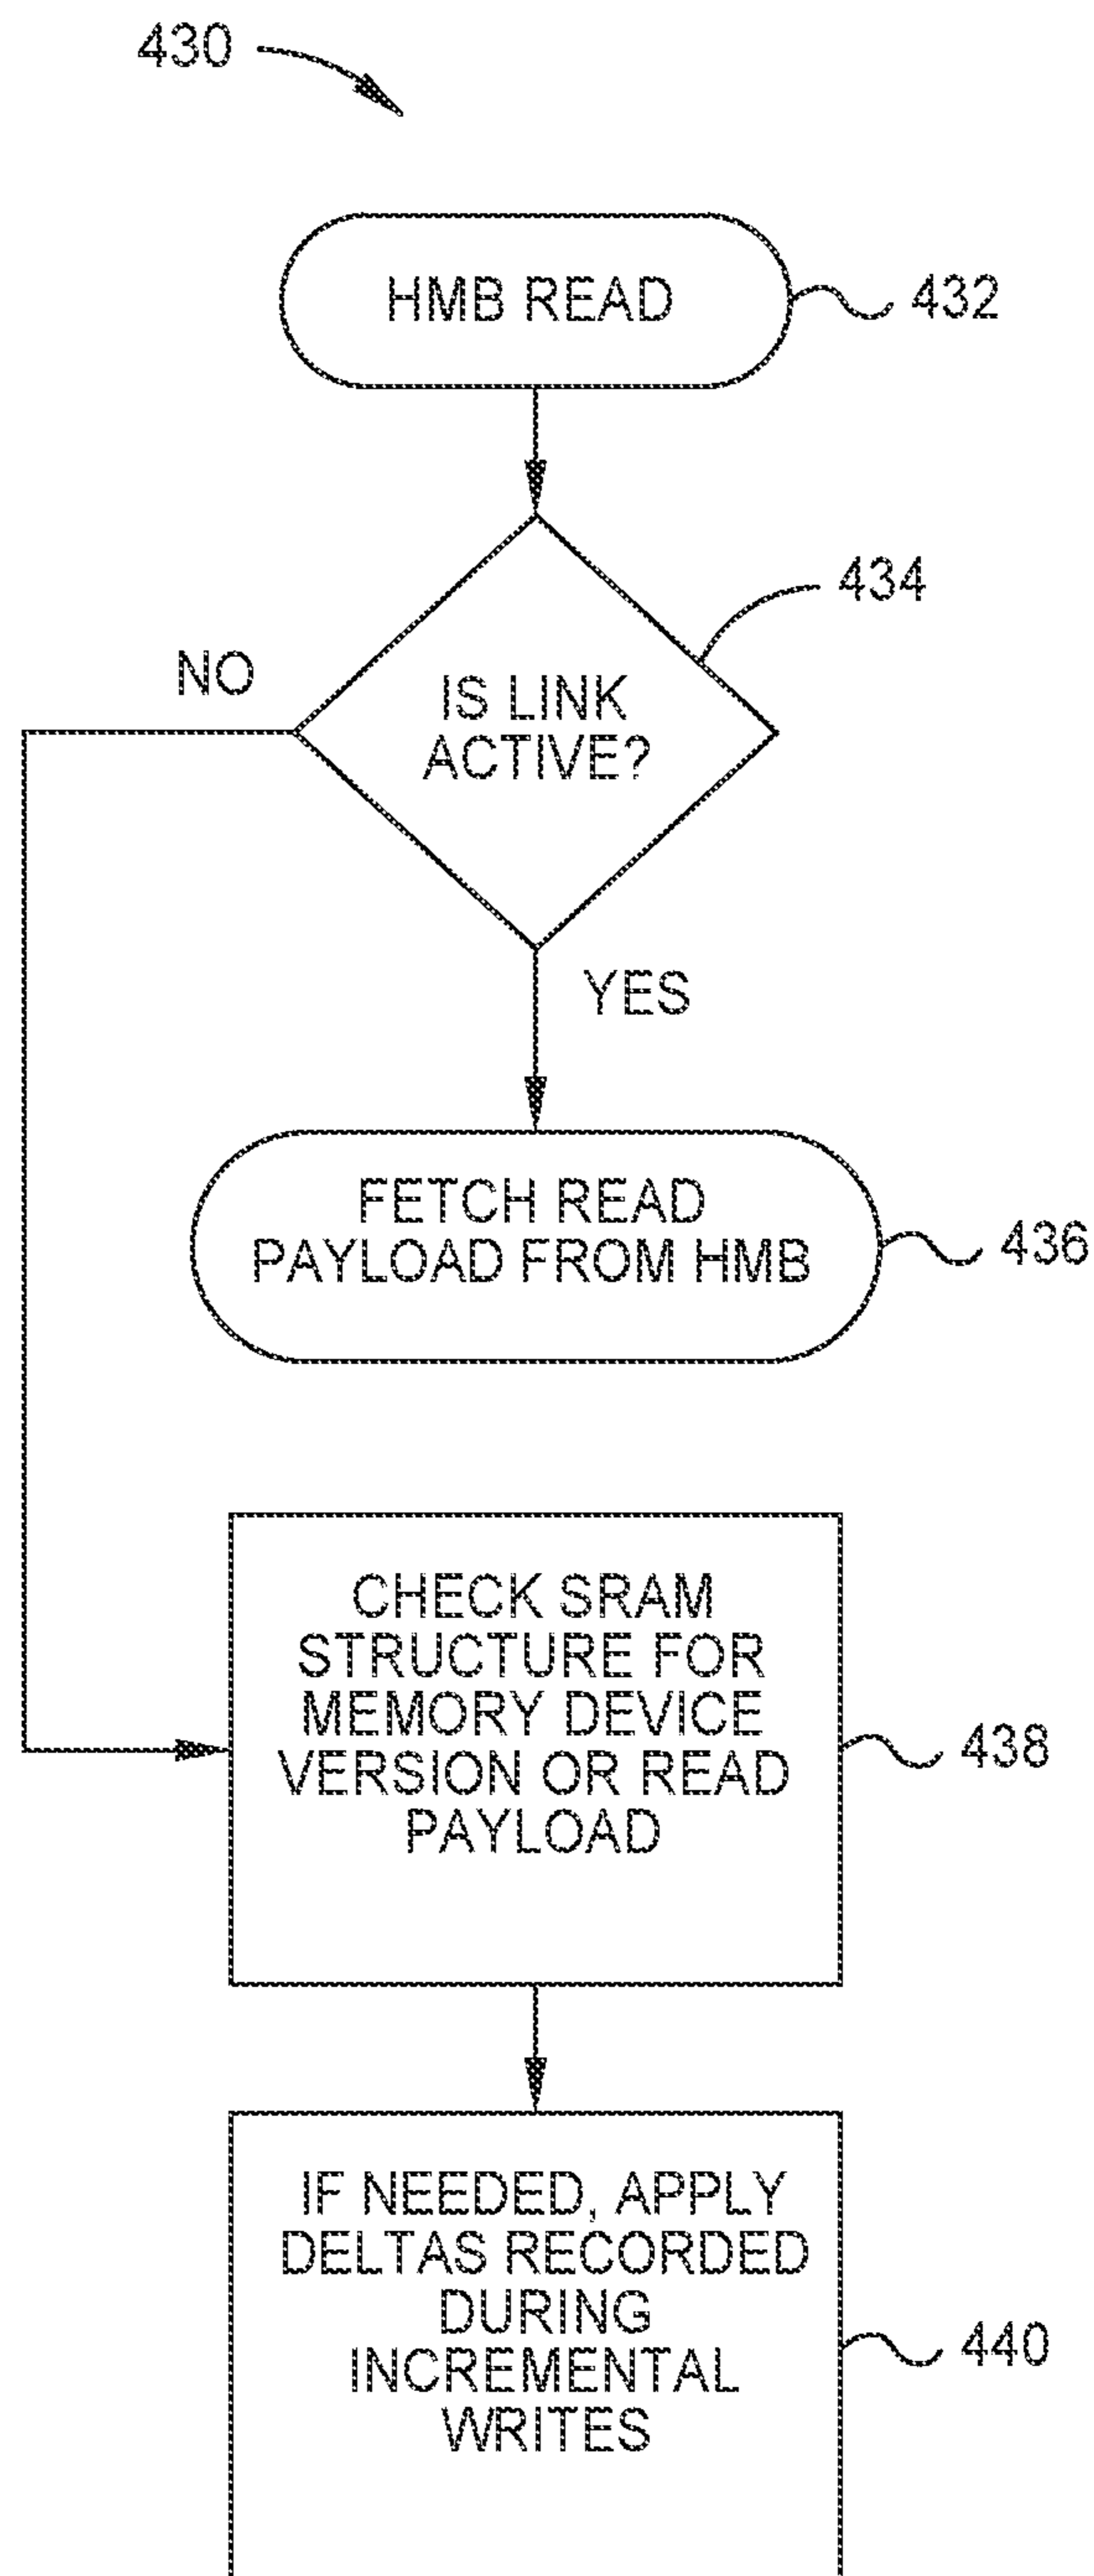 430
HMB READ
432
434
NO
IS LINK
ACTIVE?
YES
FETCH READ
PAYLOAD FROM HMB
436
CHECK SRAM
STRUCTURE FOR
MEMORY DEVICE
VERSION OR READ
PAYLOAD
438
IF NEEDED, APPLY
DELTAS RECORDED
DURING
INCREMENTAL
WRITES
440